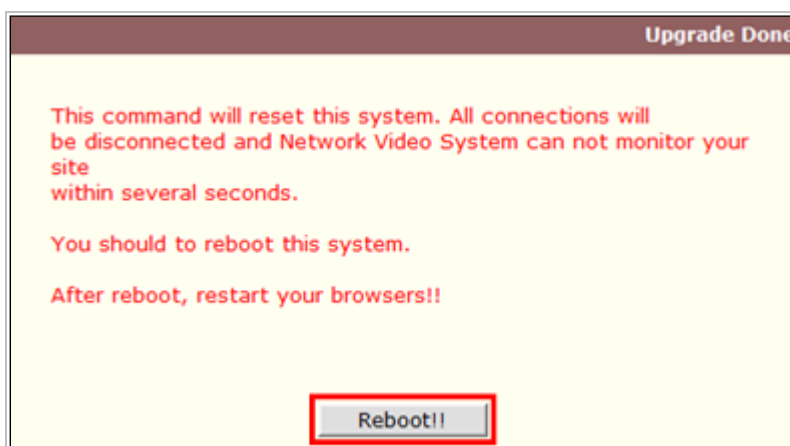 Upgrade Done
This command will reset this system. All connections will
be disconnected and Network Video System can not monitor your
site
within several seconds.
You should to reboot this system.
After reboot, restart your browsers!!
Reboot!!